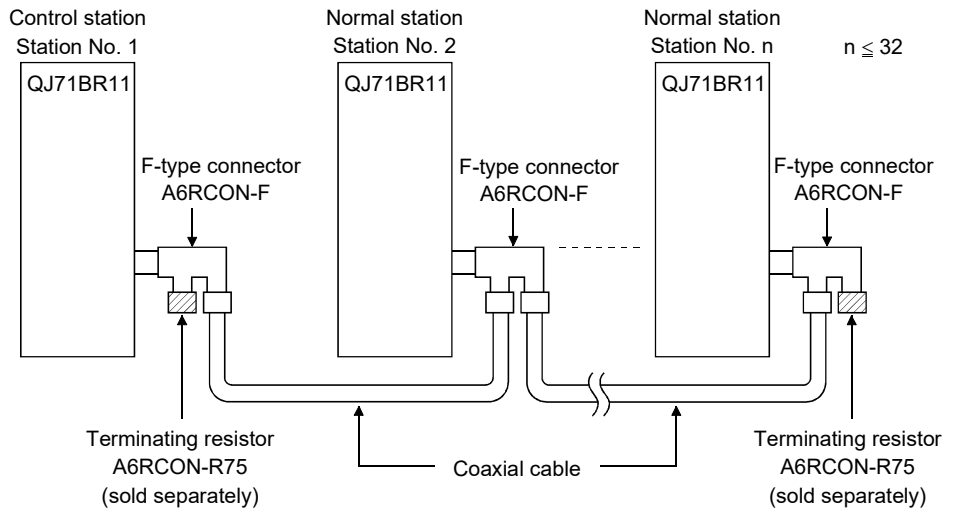 Control station
Station No. 1
Normal station
Station No. 2
Normal station
Station No. n
n ≦ 32
QJ71BR11
QJ71BR11
QJ71BR11
F-type connector
A6RCON-F
F-type connector
A6RCON-F
F-type connector
A6RCON-F
Terminating resistor
A6RCON-R75
(sold separately)
Coaxial cable
Terminating resistor
A6RCON-R75
(sold separately)